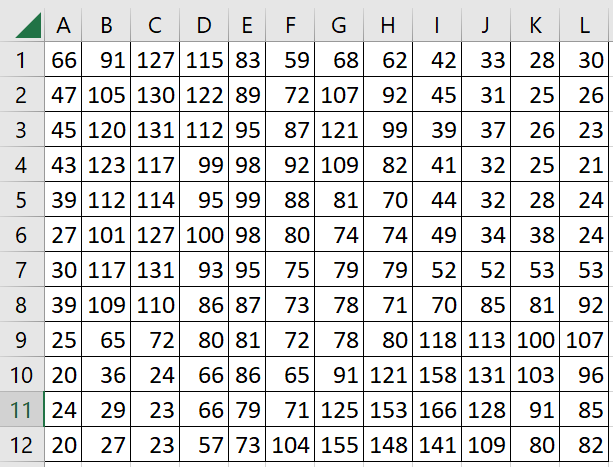 A B C D E F G H I J K L
1 66 91 127 115 83 59 68 62 42 33 28 30
2 47 105 130 122 89 72 107 92 45 31 25 26
3 45 120 131 112 95 87 121 99 39 37 26 23
4 43 123 117 99 98 92 109 82 41 32 25 21
5 39 112 114 95 99 88 81 70 44 32 28 24
6 27 101 127 100 98 80 74 74 49 34 38 24
7 30 117 131 93 95 75 79 79 52 52 53 53
8 39 109 110 86 87 73 78 71 70 85 81 92
9 25 65 72 80 81 72 78 80 118 113 100 107
10 20 36 24 66 86 65 91 121 158 131 103 96
11 24 29 23 66 79 71 125 153 166 128 91 85
12 20 27 23 57 73 104 155 148 141 109 80 82